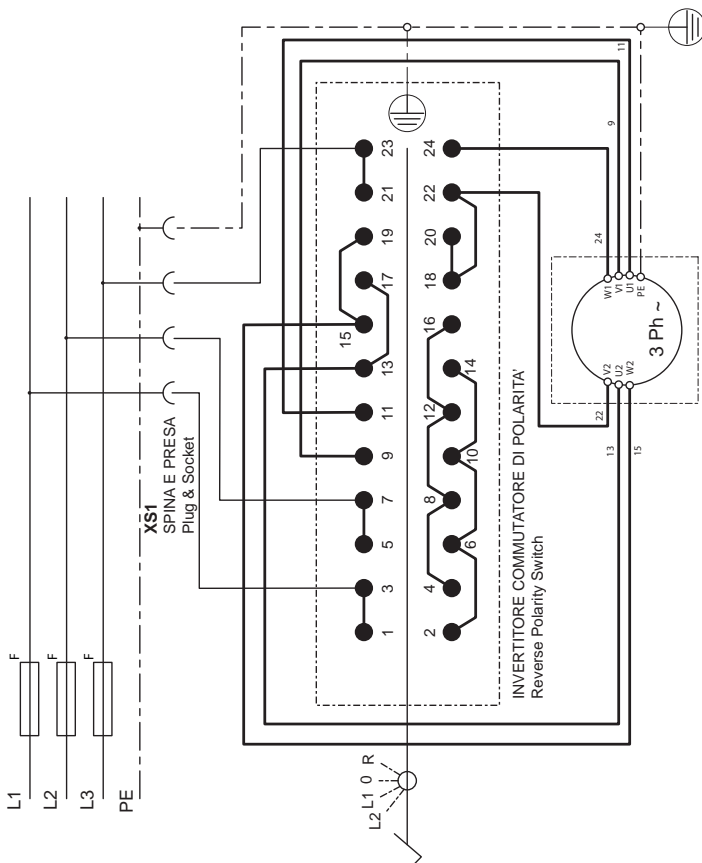 L1
L2
L3
PE
F
F
F
XS1
SPINA E PRESA
Plug & Socket
1
3
5
7
9
11
13
15
17
19
21
23
2
4
6
8
10
12
14
16
18
20
22
24
INVERTITORE COMMUTATORE DI POLARITA'
Reverse Polarity Switch
L2
L1
0
R
11
9
24
22
13
15
W1
V1
U1
PE
V2
U2
W2
3 Ph ~